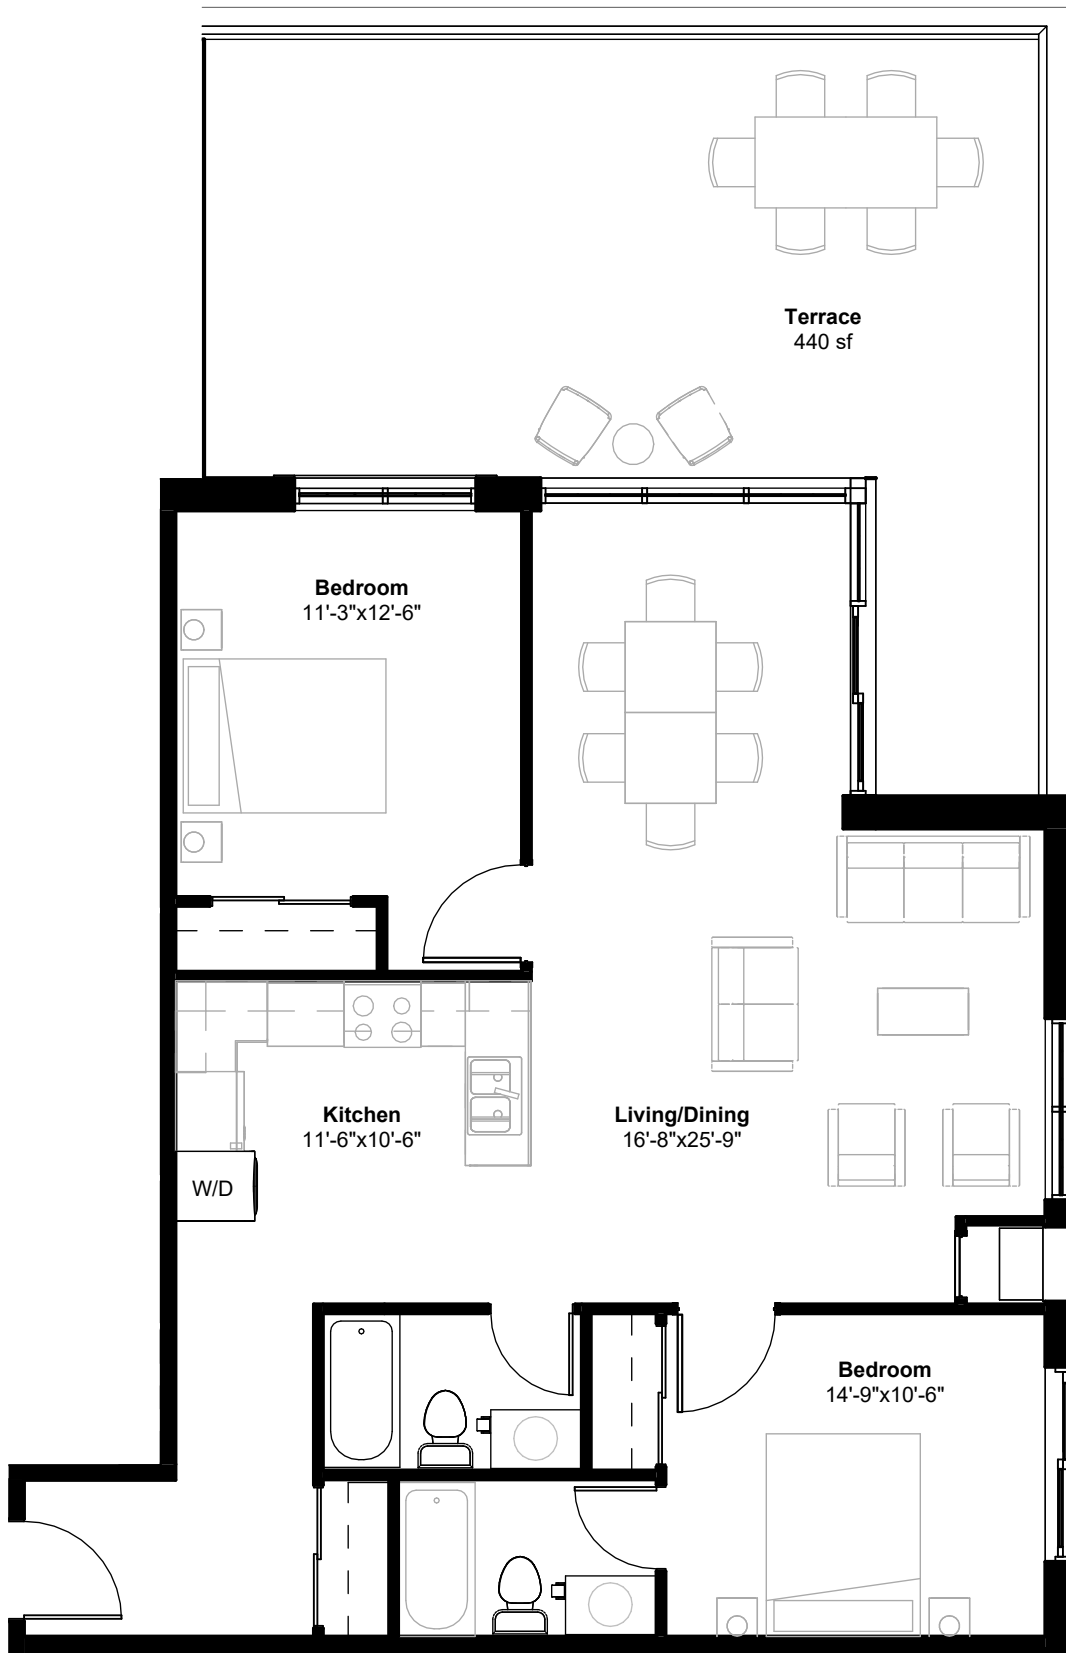 Terrace
440 sf
Bedroom
11'-3"x12'-6"
Kitchen
11'-6"x10'-6"
Living/Dining
16'-8"x25'-9"
W/D
Bedroom
14'-9"x10'-6"